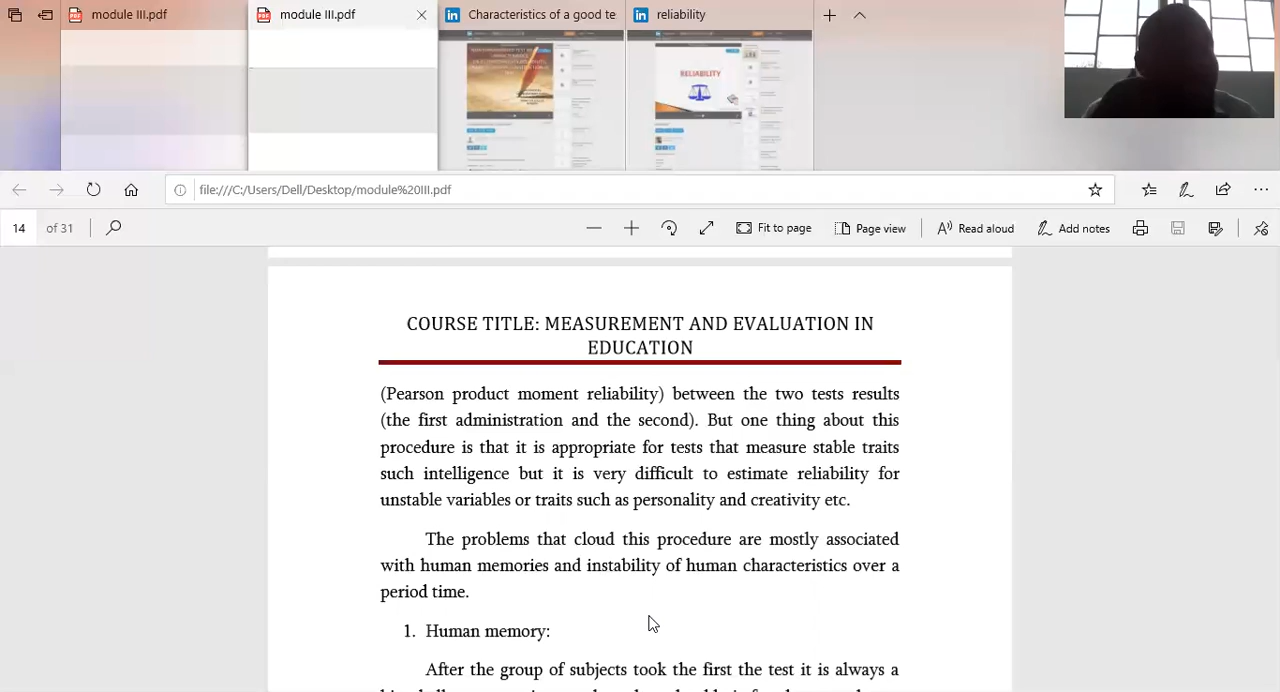 module III.pdf
module III.pdf
Characteristics of a good te
reliability
RELIABILITY
file:///C:/Users/Dell/Desktop/module%20III.pdf
14 of 31
Fit to page
Page view
Read aloud
Add notes
COURSE TITLE: MEASUREMENT AND EVALUATION IN
EDUCATION
(Pearson product moment reliability) between the two tests results
(the first administration and the second). But one thing about this
procedure is that it is appropriate for tests that measure stable traits
such intelligence but it is very difficult to estimate reliability for
unstable variables or traits such as personality and creativity etc.
The problems that cloud this procedure are mostly associated
with human memories and instability of human characteristics over a
period time.
1. Human memory:
After the group of subjects took the first the test it is always a